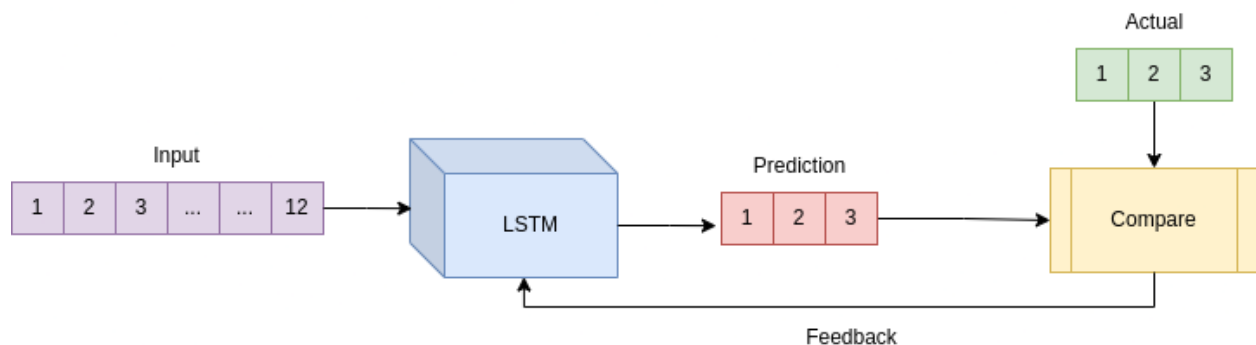 Actual
1 2 3
Input
1 2 3 ... ... 12
LSTM
Prediction
1 2 3
Compare
Feedback